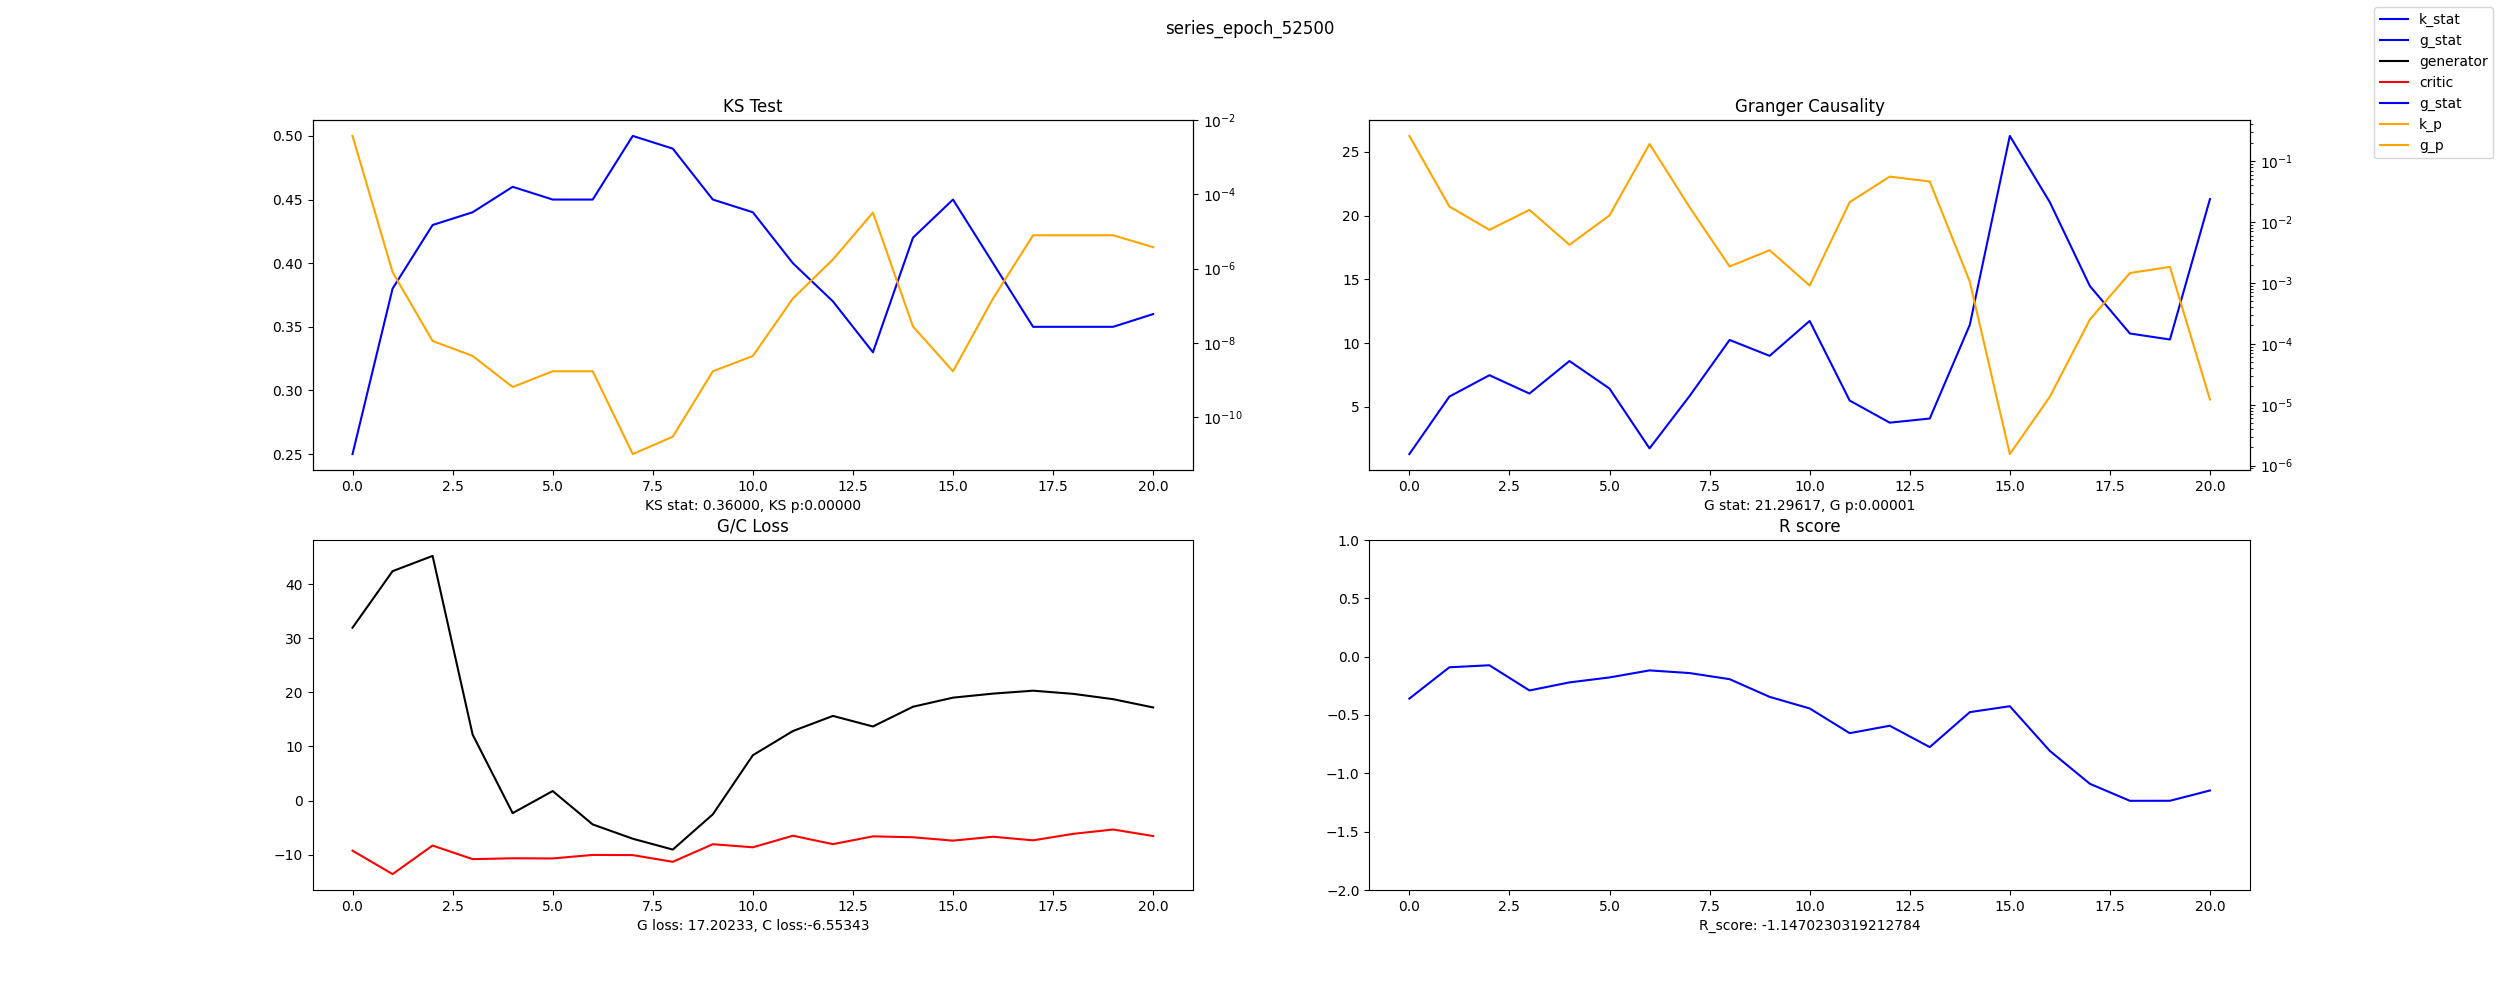 series_epoch_52500
k_stat
g_stat
generator
critic
g_stat
k_p
g_p
KS Test
0.50
0.45
0.40
0.35
0.30
0.25
10⁻²
10⁻⁴
10⁻⁶
10⁻⁸
10⁻¹⁰
0.0 2.5 5.0 7.5 10.0 12.5 15.0 17.5 20.0
KS stat: 0.36000, KS p:0.00000
Granger Causality
25
20
15
10
5
10⁻¹
10⁻²
10⁻³
10⁻⁴
10⁻⁵
10⁻⁶
0.0 2.5 5.0 7.5 10.0 12.5 15.0 17.5 20.0
G stat: 21.29617, G p:0.00001
G/C Loss
40
30
20
10
0
−10
0.0 2.5 5.0 7.5 10.0 12.5 15.0 17.5 20.0
G loss: 17.20233, C loss:-6.55343
R score
1.0
0.5
0.0
−0.5
−1.0
−1.5
−2.0
0.0 2.5 5.0 7.5 10.0 12.5 15.0 17.5 20.0
R_score: -1.1470230319212784